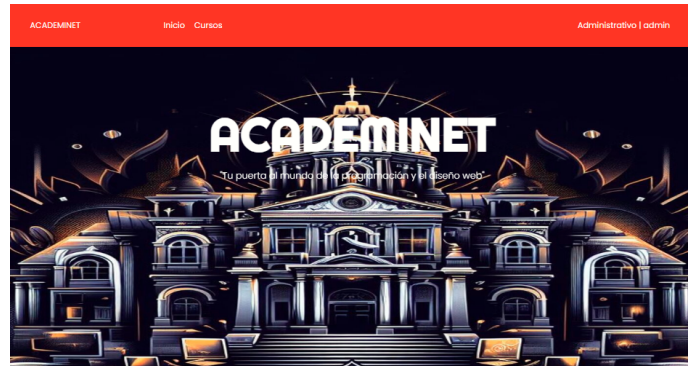 ACADEMINET
Inicio Cursos
Administrativo | admin
ACADEMINET
"Tu puerta al mundo de la programación y el diseño web"